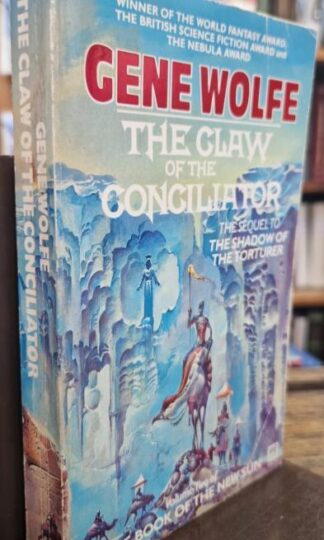 WINNER OF THE WORLD FANTASY AWARD,
THE BRITISH SCIENCE FICTION AWARD and
THE NEBULA AWARD
GENE WOLFE
THE CLAW
OF THE
CONCILIATOR
THE SEQUEL TO
THE SHADOW OF
THE TORTURER
Volume Two
BOOK OF THE NEW SUN
GENE WOLFE
THE CLAW OF THE CONCILIATOR